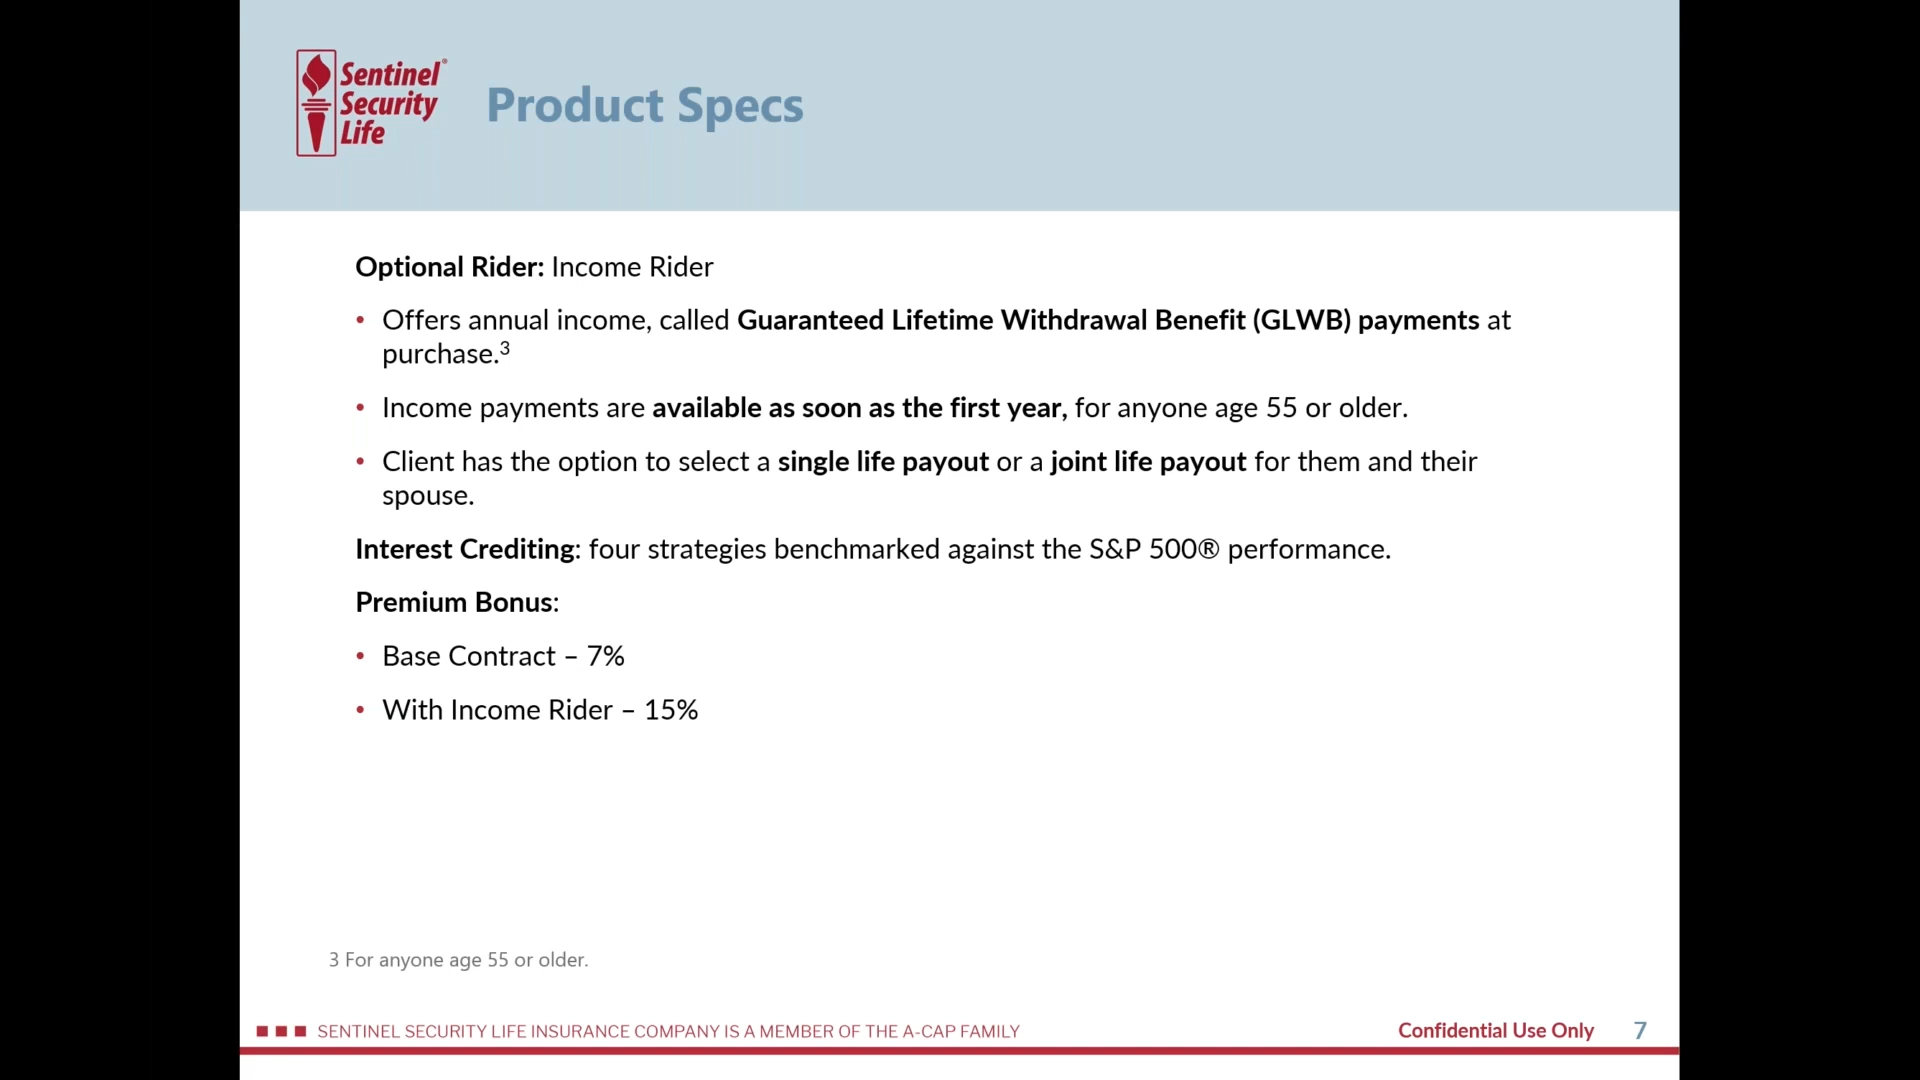 Sentinel®
Security
Life
Product Specs
Optional Rider: Income Rider
• Offers annual income, called Guaranteed Lifetime Withdrawal Benefit (GLWB) payments at
purchase.3
• Income payments are available as soon as the first year, for anyone age 55 or older.
• Client has the option to select a single life payout or a joint life payout for them and their
spouse.
Interest Crediting: four strategies benchmarked against the S&P 500® performance.
Premium Bonus:
• Base Contract – 7%
• With Income Rider – 15%
3 For anyone age 55 or older.
SENTINEL SECURITY LIFE INSURANCE COMPANY IS A MEMBER OF THE A-CAP FAMILY
Confidential Use Only 7